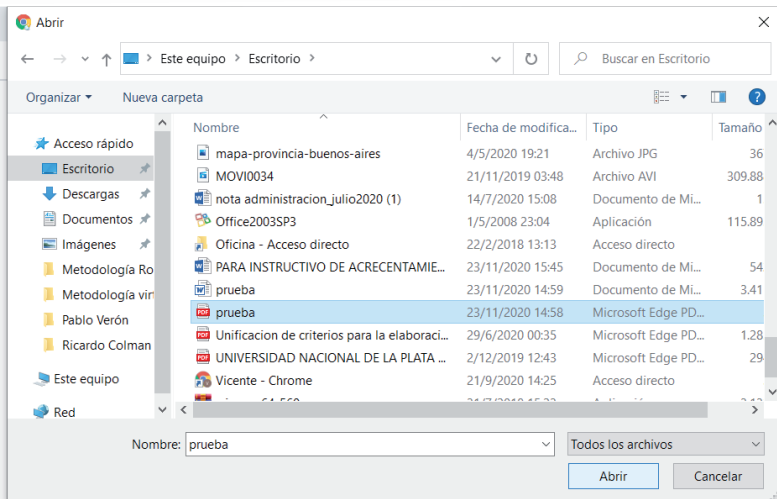 Abrir
Este equipo > Escritorio >
Buscar en Escritorio
Organizar
Nueva carpeta
Nombre Fecha de modifica... Tipo Tamaño
Acceso rápido
Escritorio
Descargas
Documentos
Imágenes
Metodología Ro
Metodología virt
Pablo Verón
Ricardo Colman
Este equipo
Red
mapa-provincia-buenos-aires 4/5/2020 19:21 Archivo JPG 36
MOVI0034 21/11/2019 03:48 Archivo AVI 309.88
nota administracion_julio2020 (1) 14/7/2020 15:08 Documento de Mi... 1
Office2003SP3 1/5/2008 23:04 Aplicación 115.89
Oficina - Acceso directo 22/2/2018 13:13 Acceso directo
PARA INSTRUCTIVO DE ACRECENTAMIE... 23/11/2020 15:45 Documento de Mi... 54
prueba 23/11/2020 14:59 Documento de Mi... 3.41
prueba 23/11/2020 14:58 Microsoft Edge PD...
Unificacion de criterios para la elaboraci... 29/6/2020 00:35 Microsoft Edge PD... 1.28
UNIVERSIDAD NACIONAL DE LA PLATA ... 2/12/2019 12:43 Microsoft Edge PD... 29
Vicente - Chrome 21/9/2020 14:25 Acceso directo
Nombre: prueba
Todos los archivos
Abrir
Cancelar